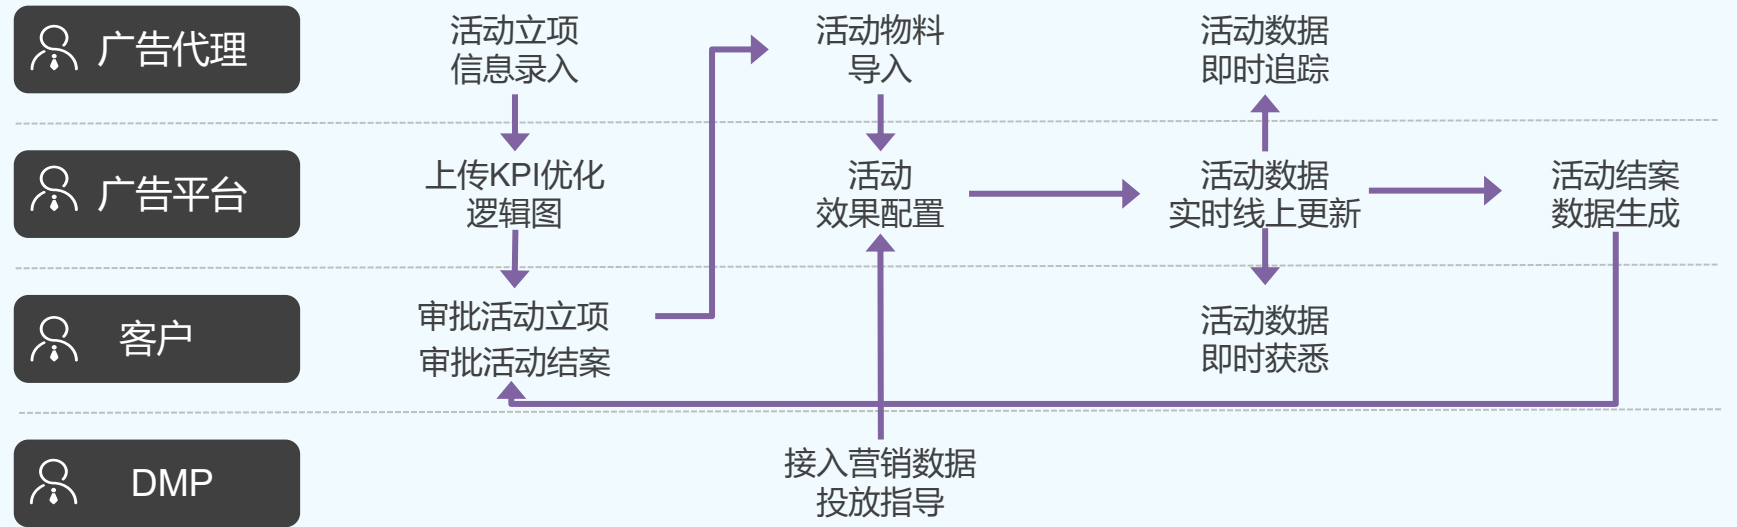 广告代理
活动立项
信息录入
活动物料
导入
活动数据
即时追踪
广告平台
上传KPI优化
逻辑图
活动
效果配置
活动数据
实时线上更新
活动结案
数据生成
客户
审批活动立项
审批活动结案
活动数据
即时获悉
DMP
接入营销数据
投放指导